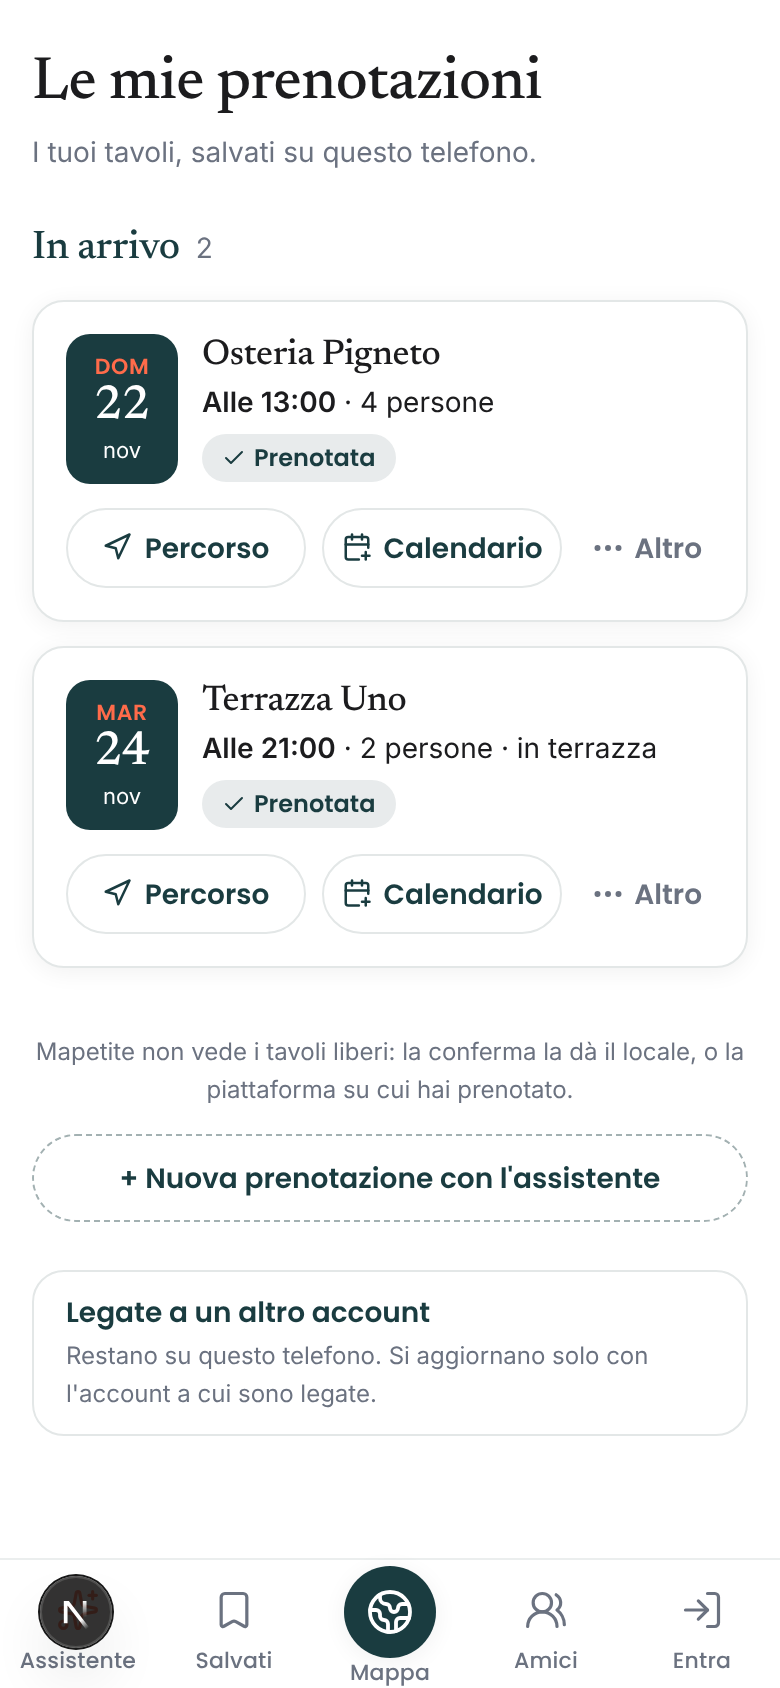 Le mie prenotazioni
I tuoi tavoli, salvati su questo telefono.
In arrivo 2
DOM
22
nov
Osteria Pigneto
Alle 13:00 · 4 persone
Prenotata
Percorso
Calendario
Altro
MAR
24
nov
Terrazza Uno
Alle 21:00 · 2 persone · in terrazza
Prenotata
Percorso
Calendario
Altro
Mapetite non vede i tavoli liberi: la conferma la dà il locale, o la
piattaforma su cui hai prenotato.
+ Nuova prenotazione con l'assistente
Legate a un altro account
Restano su questo telefono. Si aggiornano solo con
l'account a cui sono legate.
N
Assistente
Salvati
Mappa
Amici
Entra